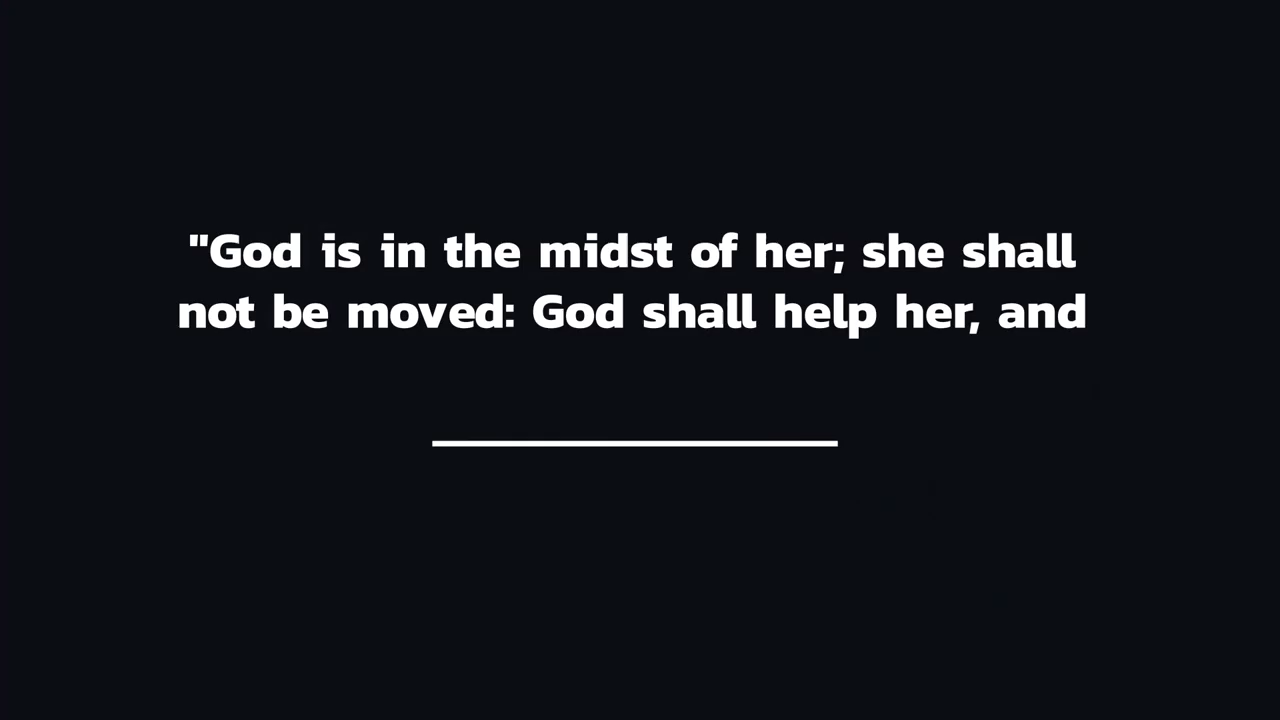 "God is in the midst of her; she shall
not be moved: God shall help her, and